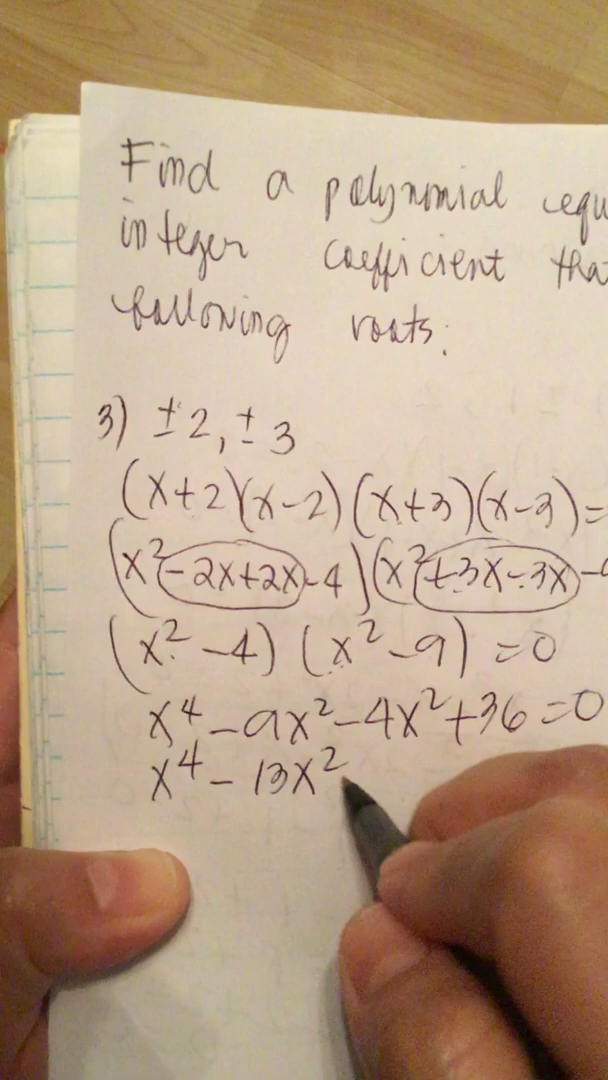 Find a polynomial equ
integer coefficient tha
following roots:
3) ±2, ±3
(x+2)(x-2)(x+3)(x-3)=
(x²-2x+2x-4)(x²+3x-3x-9
(x²-4)(x²-9)=0
x⁴-9x²-4x²+36=0
x⁴-13x²